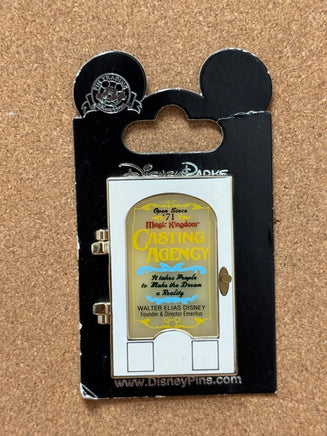 Disney Parks
Open Since
'71
Magic Kingdom
Casting
Agency
It takes People
to Make the Dream
a Reality
WALTER ELIAS DISNEY
Founder & Director Emeritus
www.DisneyPins.com